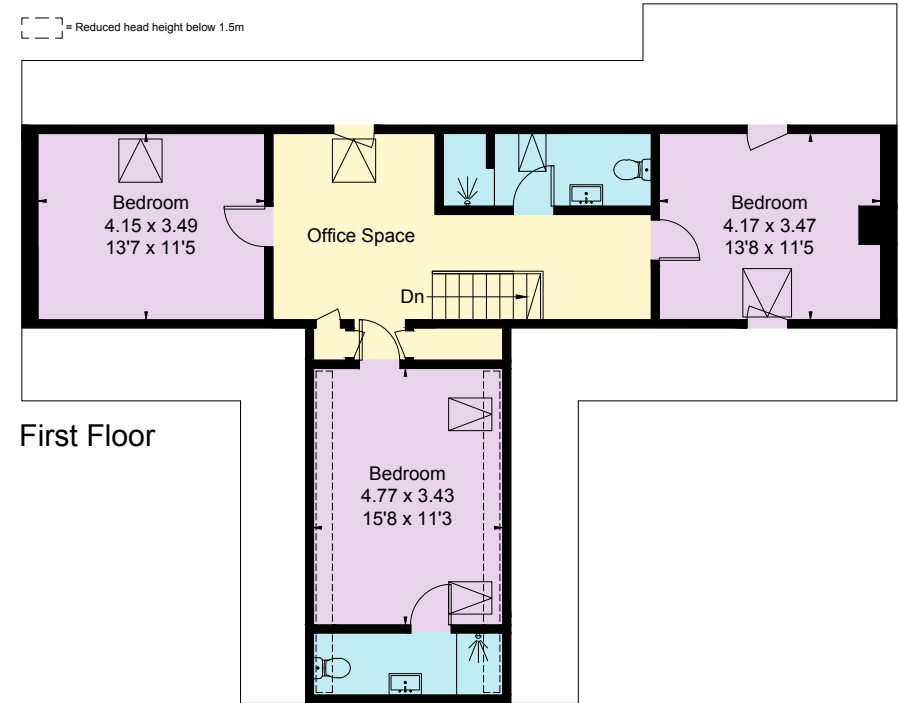 = Reduced head height below 1.5m
Bedroom
4.15 x 3.49
13'7 x 11'5
Office Space
Dn
Bedroom
4.17 x 3.47
13'8 x 11'5
First Floor
Bedroom
4.77 x 3.43
15'8 x 11'3